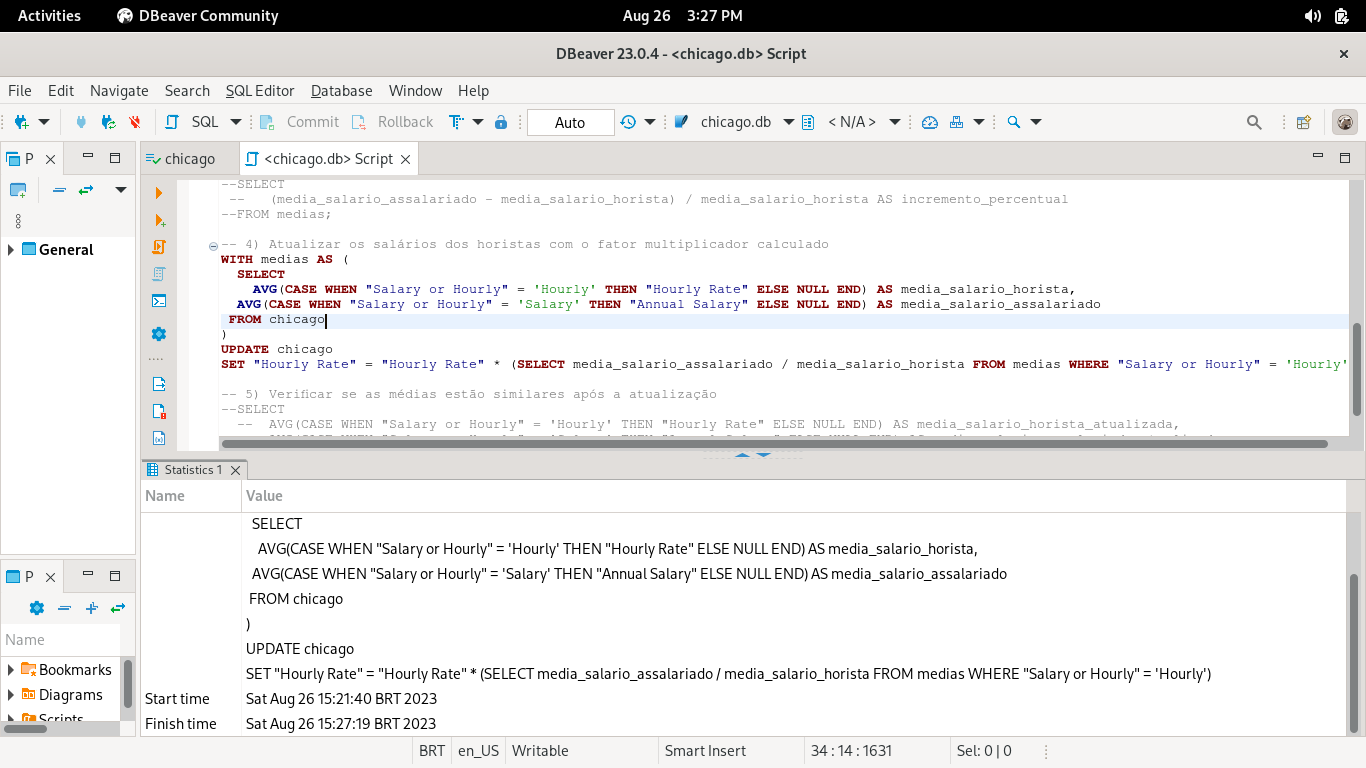 Activities
DBeaver Community
Aug 26 3:27 PM
DBeaver 23.0.4 - <chicago.db> Script
File Edit Navigate Search SQL Editor Database Window Help
SQL Commit Rollback Auto chicago.db < N/A >
P
chicago
<chicago.db> Script
General
--SELECT
-- (media_salario_assalariado - media_salario_horista) / media_salario_horista AS incremento_percentual
--FROM medias;
-- 4) Atualizar os salários dos horistas com o fator multiplicador calculado
WITH medias AS (
SELECT
AVG(CASE WHEN "Salary or Hourly" = 'Hourly' THEN "Hourly Rate" ELSE NULL END) AS media_salario_horista,
AVG(CASE WHEN "Salary or Hourly" = 'Salary' THEN "Annual Salary" ELSE NULL END) AS media_salario_assalariado
FROM chicago
)
UPDATE chicago
SET "Hourly Rate" = "Hourly Rate" * (SELECT media_salario_assalariado / media_salario_horista FROM medias WHERE "Salary or Hourly" = 'Hourly'
-- 5) Verificar se as médias estão similares após a atualização
--SELECT
-- AVG(CASE WHEN "Salary or Hourly" = 'Hourly' THEN "Hourly Rate" ELSE NULL END) AS media_salario_horista_atualizada,
Statistics 1
Name Value
SELECT
AVG(CASE WHEN "Salary or Hourly" = 'Hourly' THEN "Hourly Rate" ELSE NULL END) AS media_salario_horista,
AVG(CASE WHEN "Salary or Hourly" = 'Salary' THEN "Annual Salary" ELSE NULL END) AS media_salario_assalariado
FROM chicago
)
UPDATE chicago
SET "Hourly Rate" = "Hourly Rate" * (SELECT media_salario_assalariado / media_salario_horista FROM medias WHERE "Salary or Hourly" = 'Hourly')
Start time Sat Aug 26 15:21:40 BRT 2023
Finish time Sat Aug 26 15:27:19 BRT 2023
P
Name
Bookmarks
Diagrams
Scripts
BRT en_US Writable Smart Insert 34 : 14 : 1631 Sel: 0 | 0